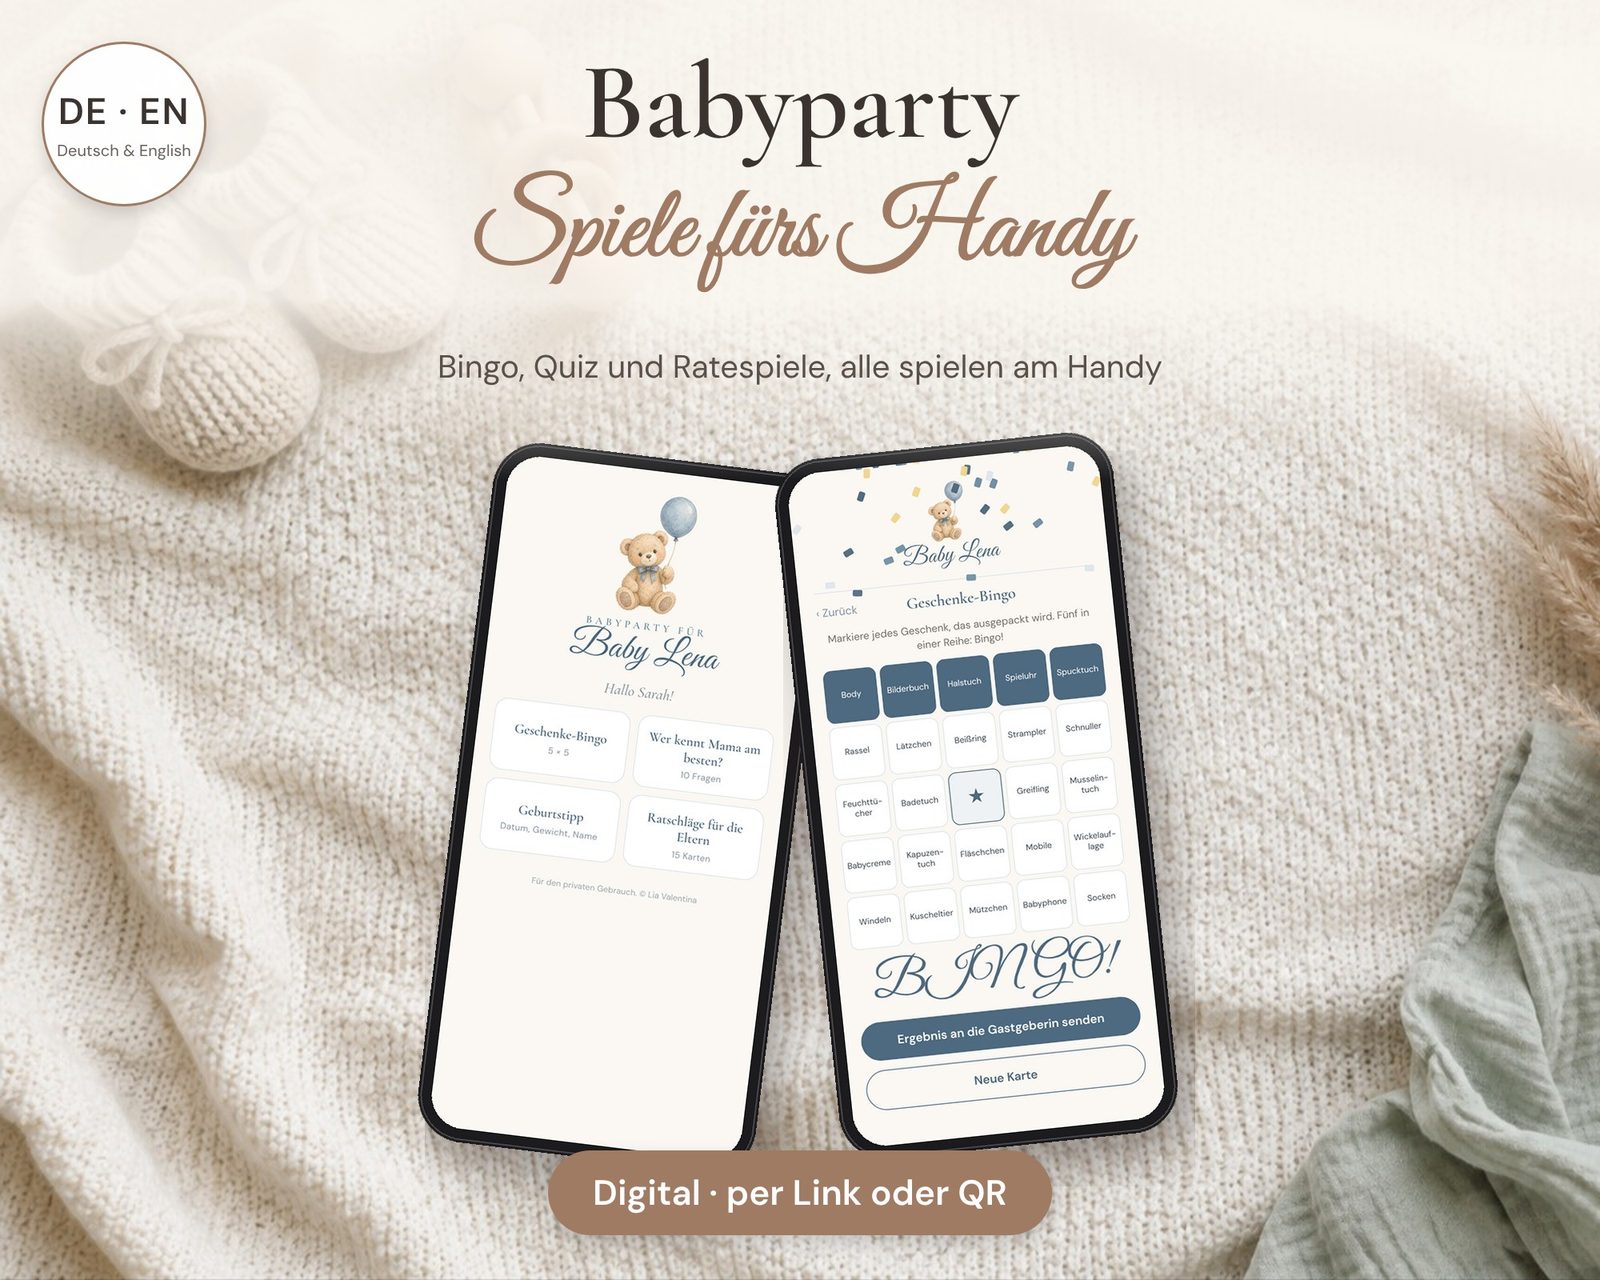 DE · EN
Deutsch & English
Babyparty
Spiele fürs Handy
Bingo, Quiz und Ratespiele, alle spielen am Handy
BABYPARTY FÜR
Baby Lena
Hallo Sarah!
Geschenke-Bingo
5 × 5
Wer kennt Mama am
besten?
10 Fragen
Geburtstipp
Datum, Gewicht, Name
Ratschläge für die
Eltern
15 Karten
Für den privaten Gebrauch. © Lia Valentina
Baby Lena
‹ Zurück
Geschenke-Bingo
Markiere jedes Geschenk, das ausgepackt wird. Fünf in
einer Reihe: Bingo!
Body Bilderbuch Halstuch Spieluhr Spucktuch
Rassel Lätzchen Beißring Strampler Schnuller
Feuchttü-
cher
Badetuch
★
Greifling
Musselin-
tuch
Babycreme
Kapuzen-
tuch
Fläschchen
Mobile
Wickelauf-
lage
Windeln Kuscheltier Mützchen Babyphone Socken
BINGO!
Ergebnis an die Gastgeberin senden
Neue Karte
Digital · per Link oder QR